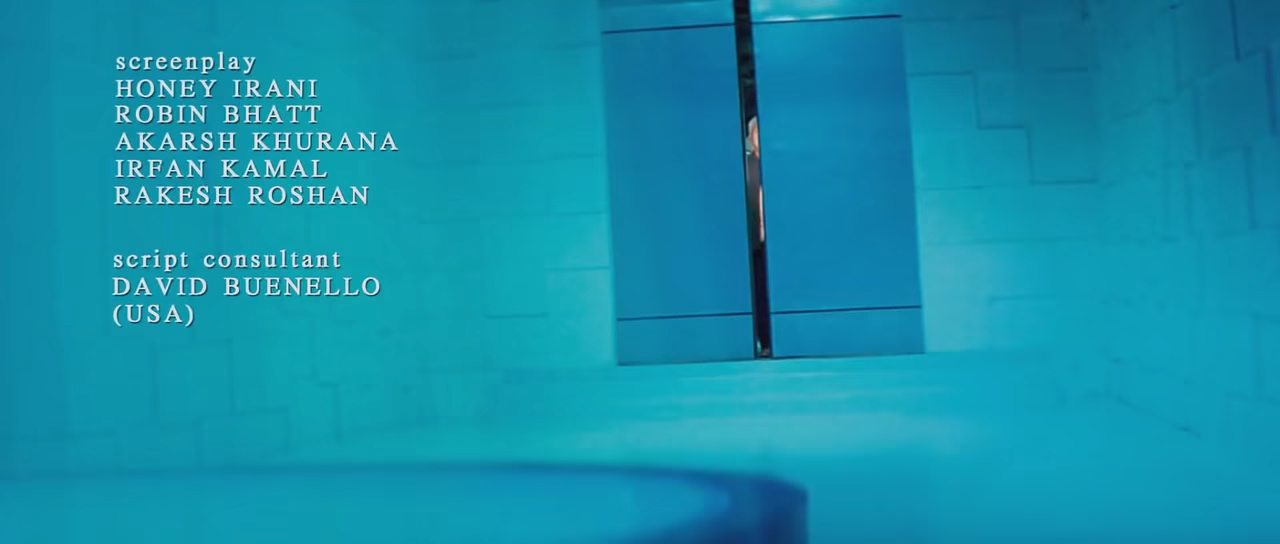 screenplay
HONEY IRANI
ROBIN BHATT
AKARSH KHURANA
IRFAN KAMAL
RAKESH ROSHAN
script consultant
DAVID BUENELLO
(USA)